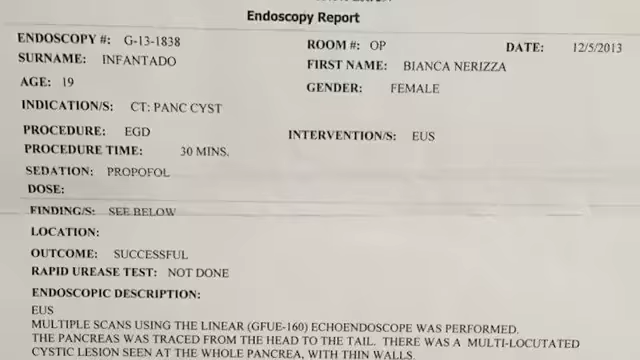 Endoscopy Report
ENDOSCOPY #: G-13-1838 ROOM #: OP DATE: 12/5/2013
SURNAME: INFANTADO FIRST NAME: BIANCA NERIZZA
AGE: 19 GENDER: FEMALE
INDICATION/S: CT: PANC CYST
PROCEDURE: EGD INTERVENTION/S: EUS
PROCEDURE TIME: 30 MINS.
SEDATION: PROPOFOL
DOSE:
FINDING/S: SEE BELOW
LOCATION:
OUTCOME: SUCCESSFUL
RAPID UREASE TEST: NOT DONE
ENDOSCOPIC DESCRIPTION:
EUS
MULTIPLE SCANS USING THE LINEAR (GFUE-160) ECHOENDOSCOPE WAS PERFORMED.
THE PANCREAS WAS TRACED FROM THE HEAD TO THE TAIL. THERE WAS A MULTI-LOCUTATED
CYSTIC LESION SEEN AT THE WHOLE PANCREA, WITH THIN WALLS.